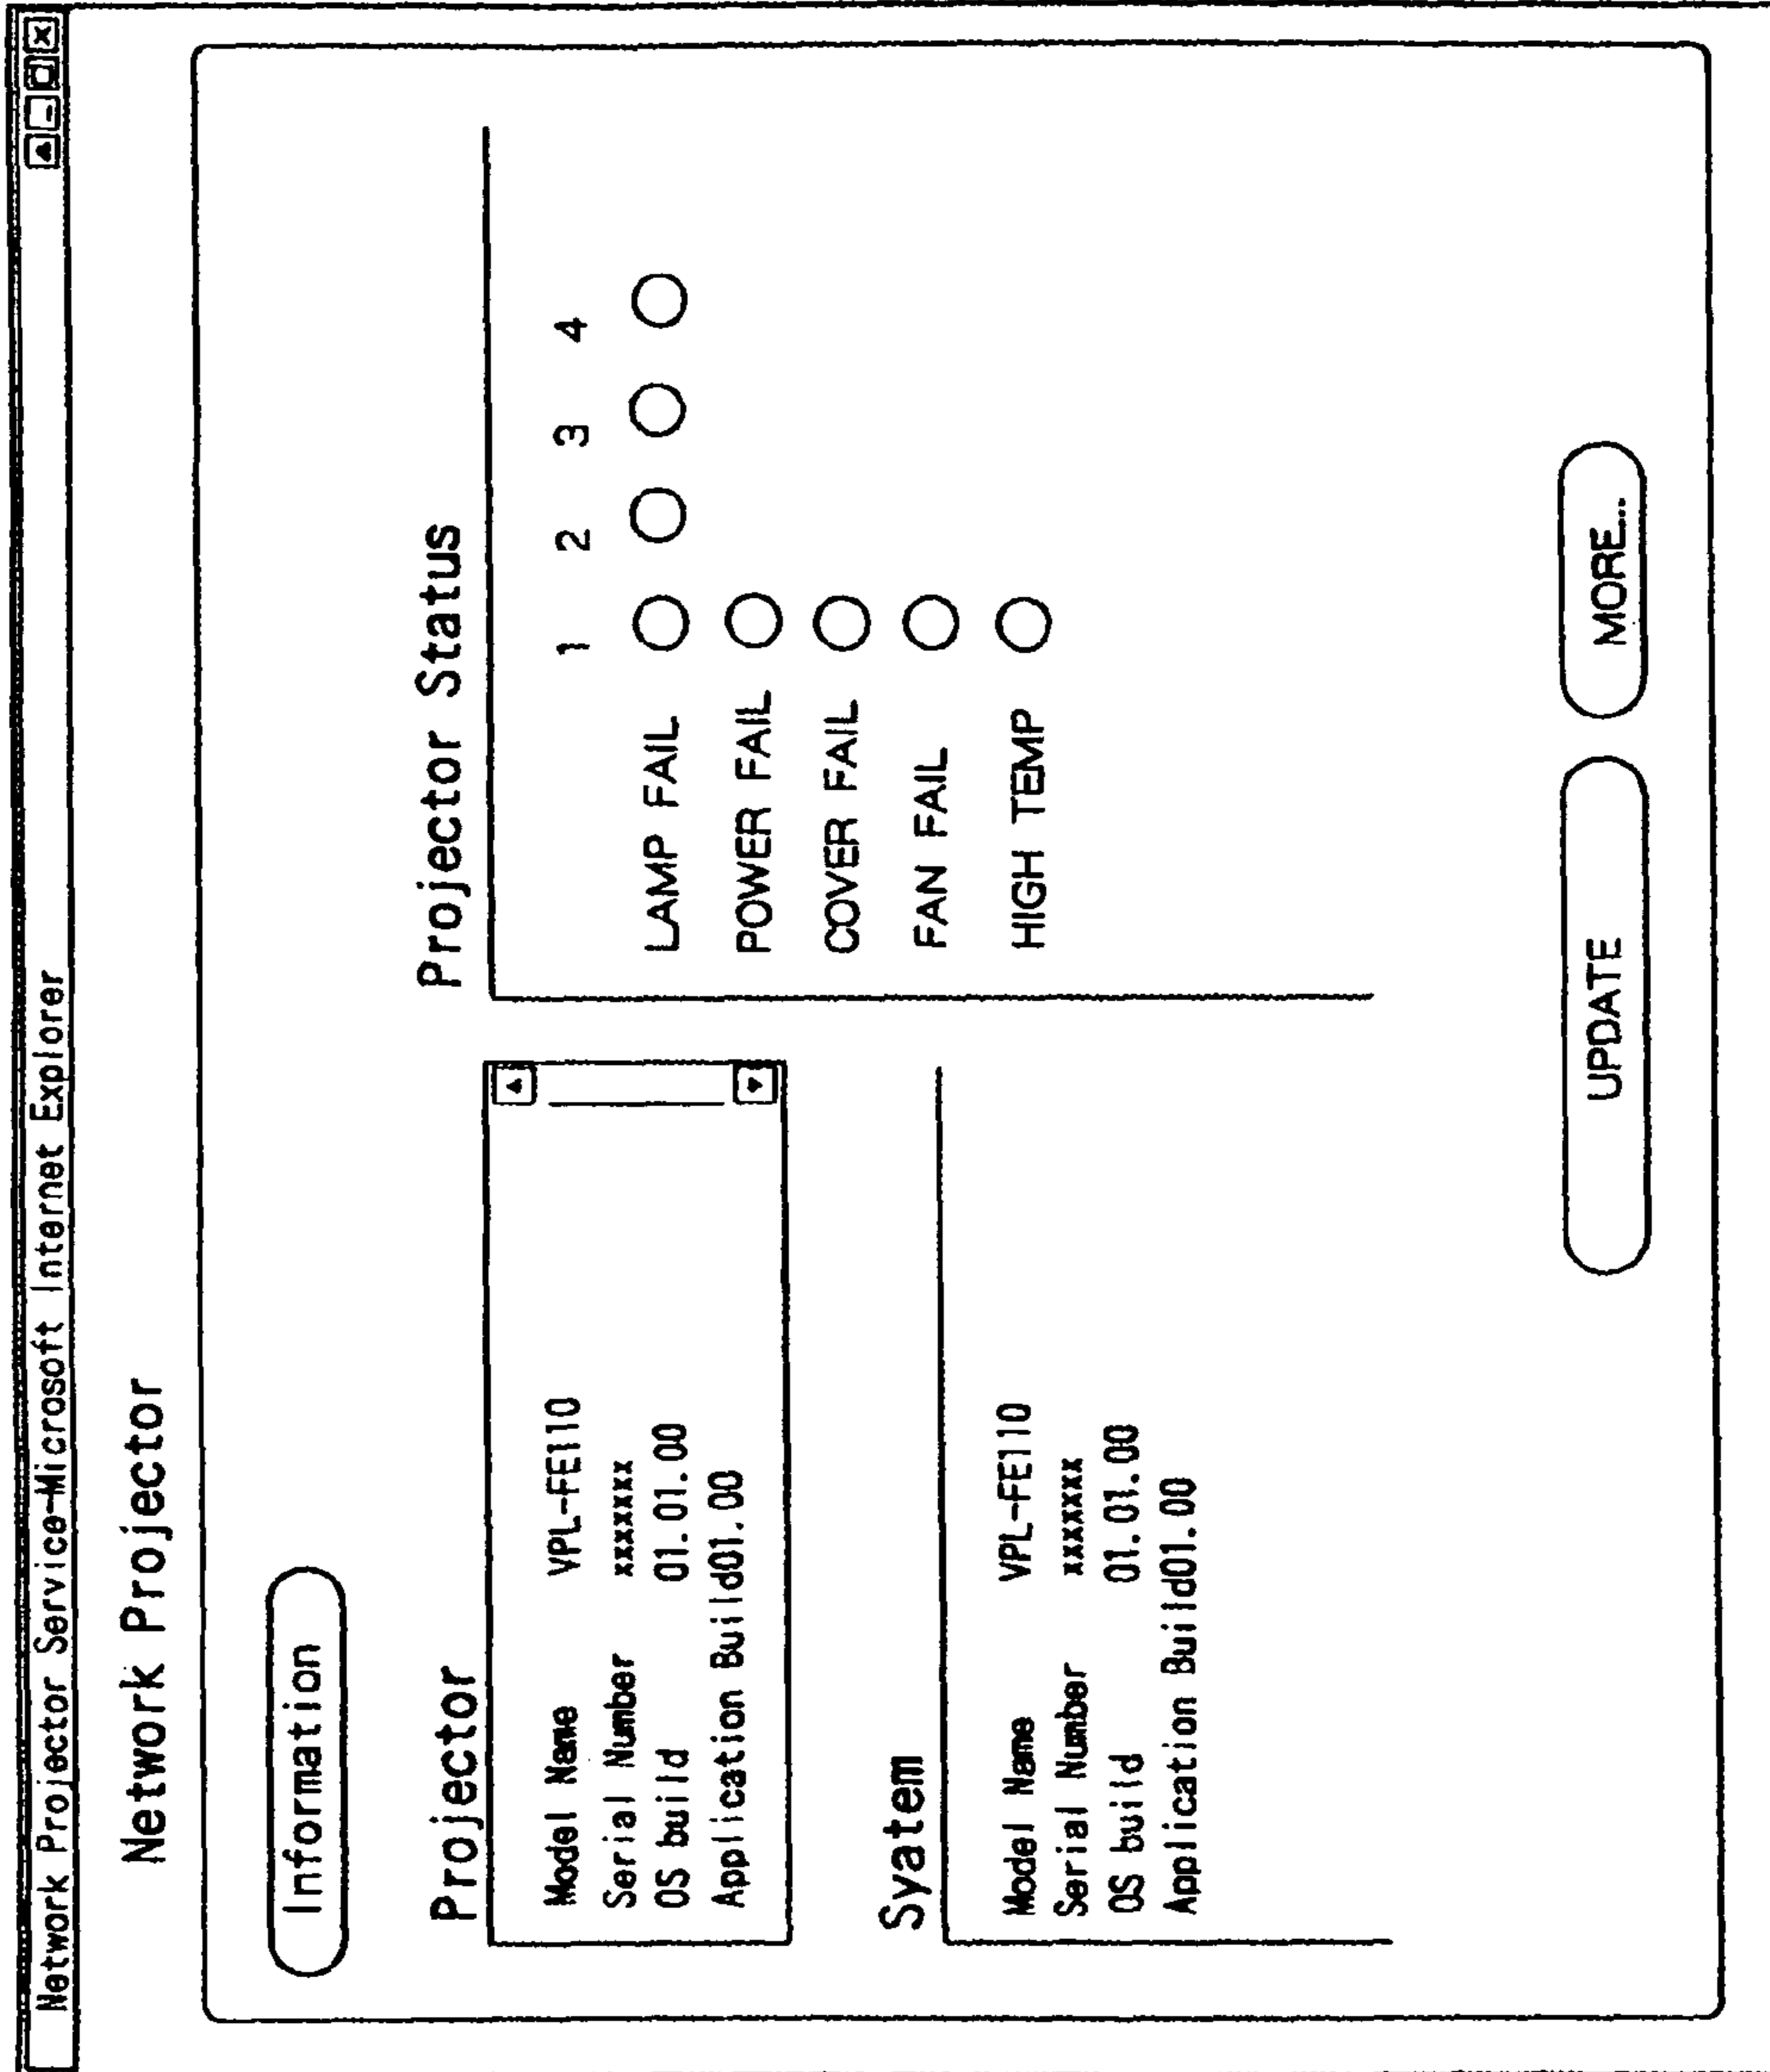 Network Projector Service-Microsoft Internet Explorer
Network Projector
Information
Projector
Model Name VPL-FE110
Serial Number xxxxxxx
OS build 01.01.00
Application Build01.00
Syatem
Model Name VPL-FE110
Serial Number xxxxxxx
OS build 01.01.00
Application Build01.00
Projector Status
1 2 3 4
LAMP FAIL
POWER FAIL
COVER FAIL
FAN FAIL
HIGH TEMP
UPDATE
MORE...